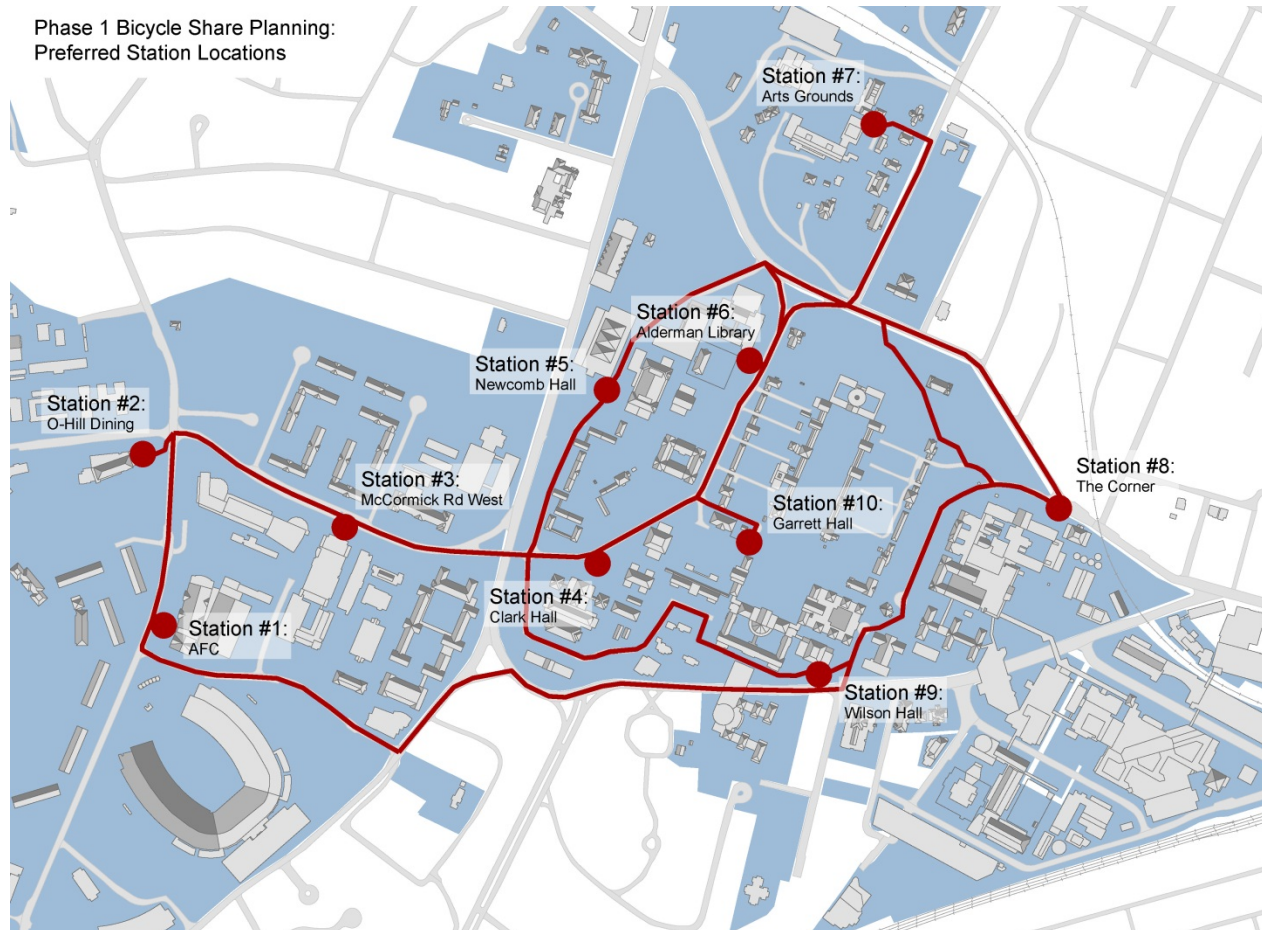 Phase 1 Bicycle Share Planning:
Preferred Station Locations
Station #7:
Arts Grounds
Station #6:
Alderman Library
Station #5:
Newcomb Hall
Station #2:
O-Hill Dining
Station #3:
McCormick Rd West
Station #8:
The Corner
Station #10:
Garrett Hall
Station #4:
Clark Hall
Station #1:
AFC
Station #9:
Wilson Hall